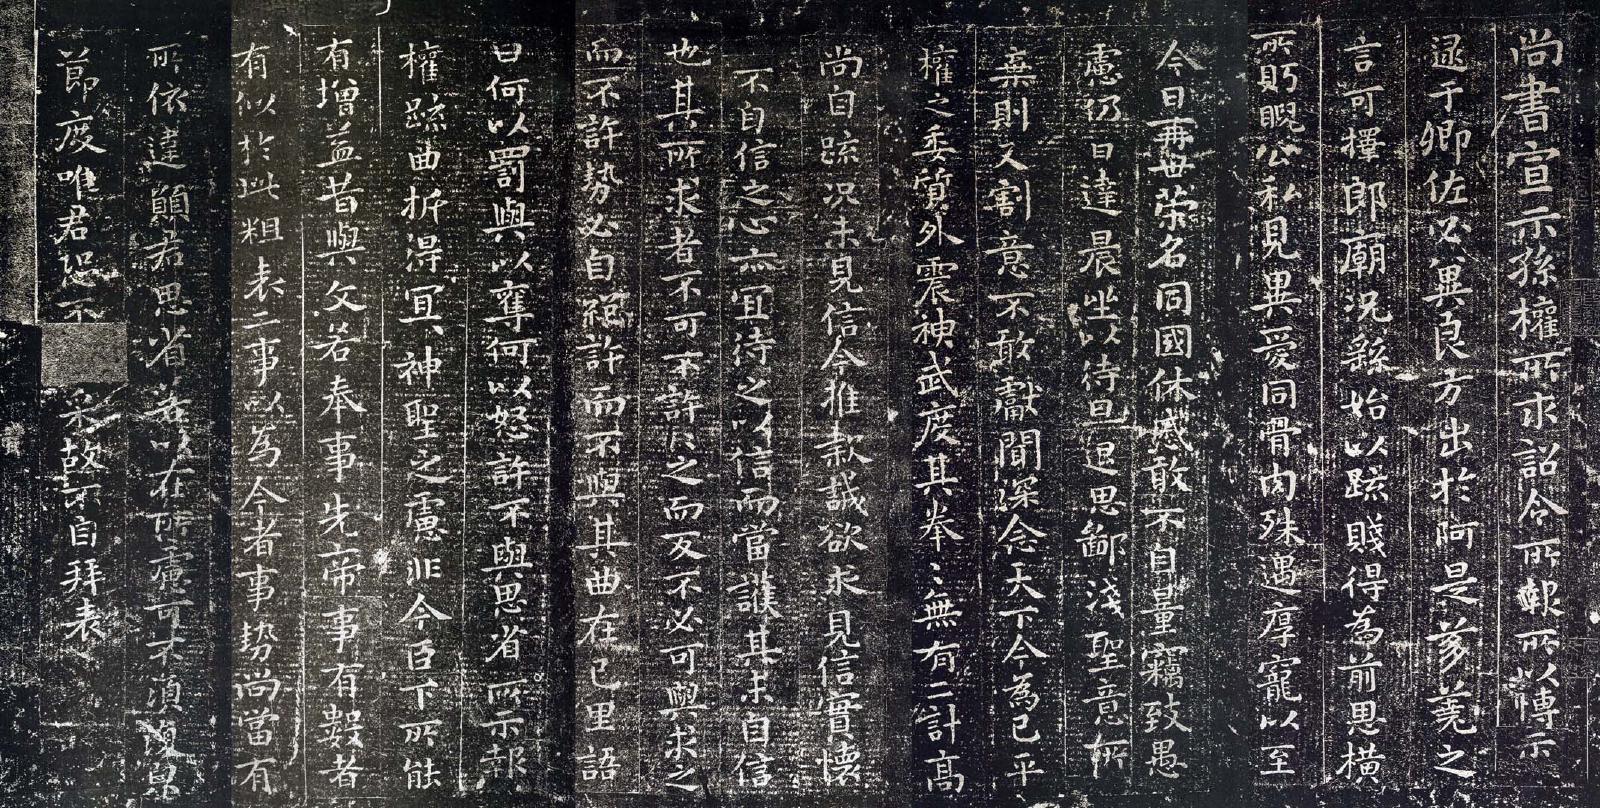 尚書宣示孫權所求詔令所報所以博示
逮于卿佐必冀良方出於阿是芻蕘之
言可擇郎廟況繇始以疏賤得為前恩橫
所眄睨公私見異愛同骨肉殊遇厚寵以至
今日再世榮名同國休慼敢不自量竊致愚
慮仍日達晨坐以待旦退思鄙淺聖意所
棄則又割意不敢獻聞深念天下今為已平
權之委質外震神武度其拳〻無有二計高
尚自疏況未見信今推款誠欲求見信實懷
不自信之心亦宜待之以信而當護其未自信
也其所求者不可不許許之而反不必可與求之
而不許勢必自絕許而不與其曲在己里語
曰何以罰與以奪何以怒許不與思省所示報
權疏曲折得宜宜神聖之慮非今臣下所能
有增益昔與文若奉事先帝事有數者
有似於此粗表二事以為今者事勢尚當有
所依違願君思省若以在所慮可不須復
節度唯君恐不
采故不自拜表